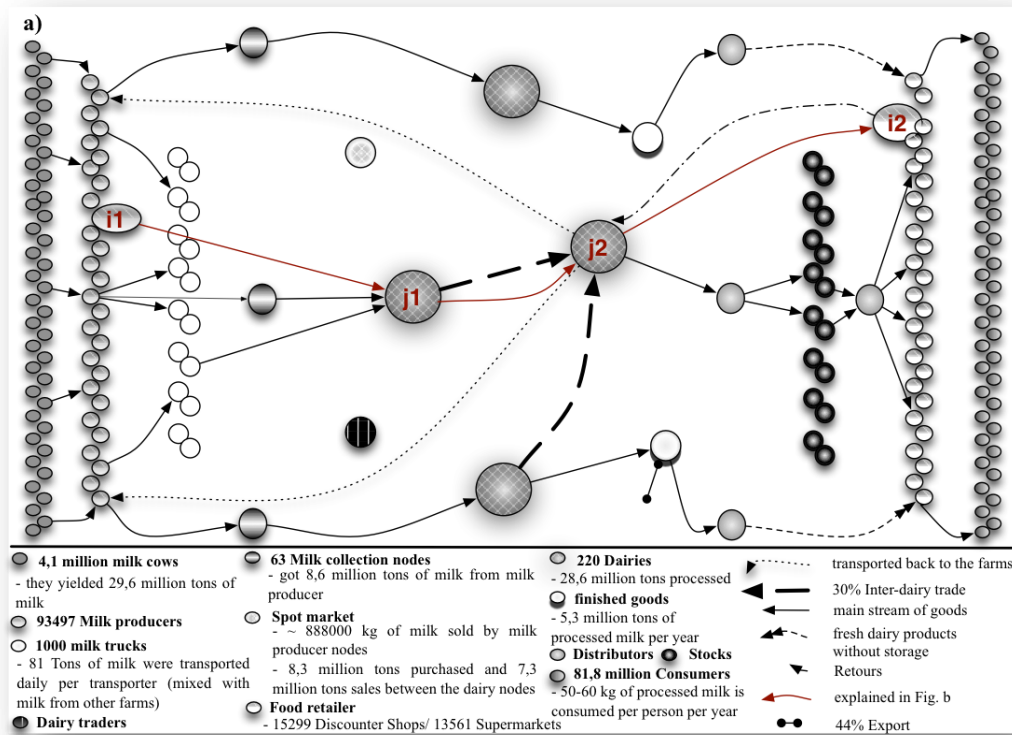 a)
i1
j1
j2
i2
4,1 million milk cows
- they yielded 29,6 million tons of
milk
93497 Milk producers
1000 milk trucks
- 81 Tons of milk were transported
daily per transporter (mixed with
milk from other farms)
Dairy traders
63 Milk collection nodes
- got 8,6 million tons of milk from milk
producer
Spot market
- ~ 888000 kg of milk sold by milk
producer nodes
- 8,3 million tons purchased and 7,3
million tons sales between the dairy nodes
Food retailer
- 15299 Discounter Shops/ 13561 Supermarkets
220 Dairies
- 28,6 million tons processed
finished goods
- 5,3 million tons of
processed milk per year
Distributors Stocks
81,8 million Consumers
- 50-60 kg of processed milk is
consumed per person per year
transported back to the farms
30% Inter-dairy trade
main stream of goods
fresh dairy products
without storage
Retours
explained in Fig. b
44% Export